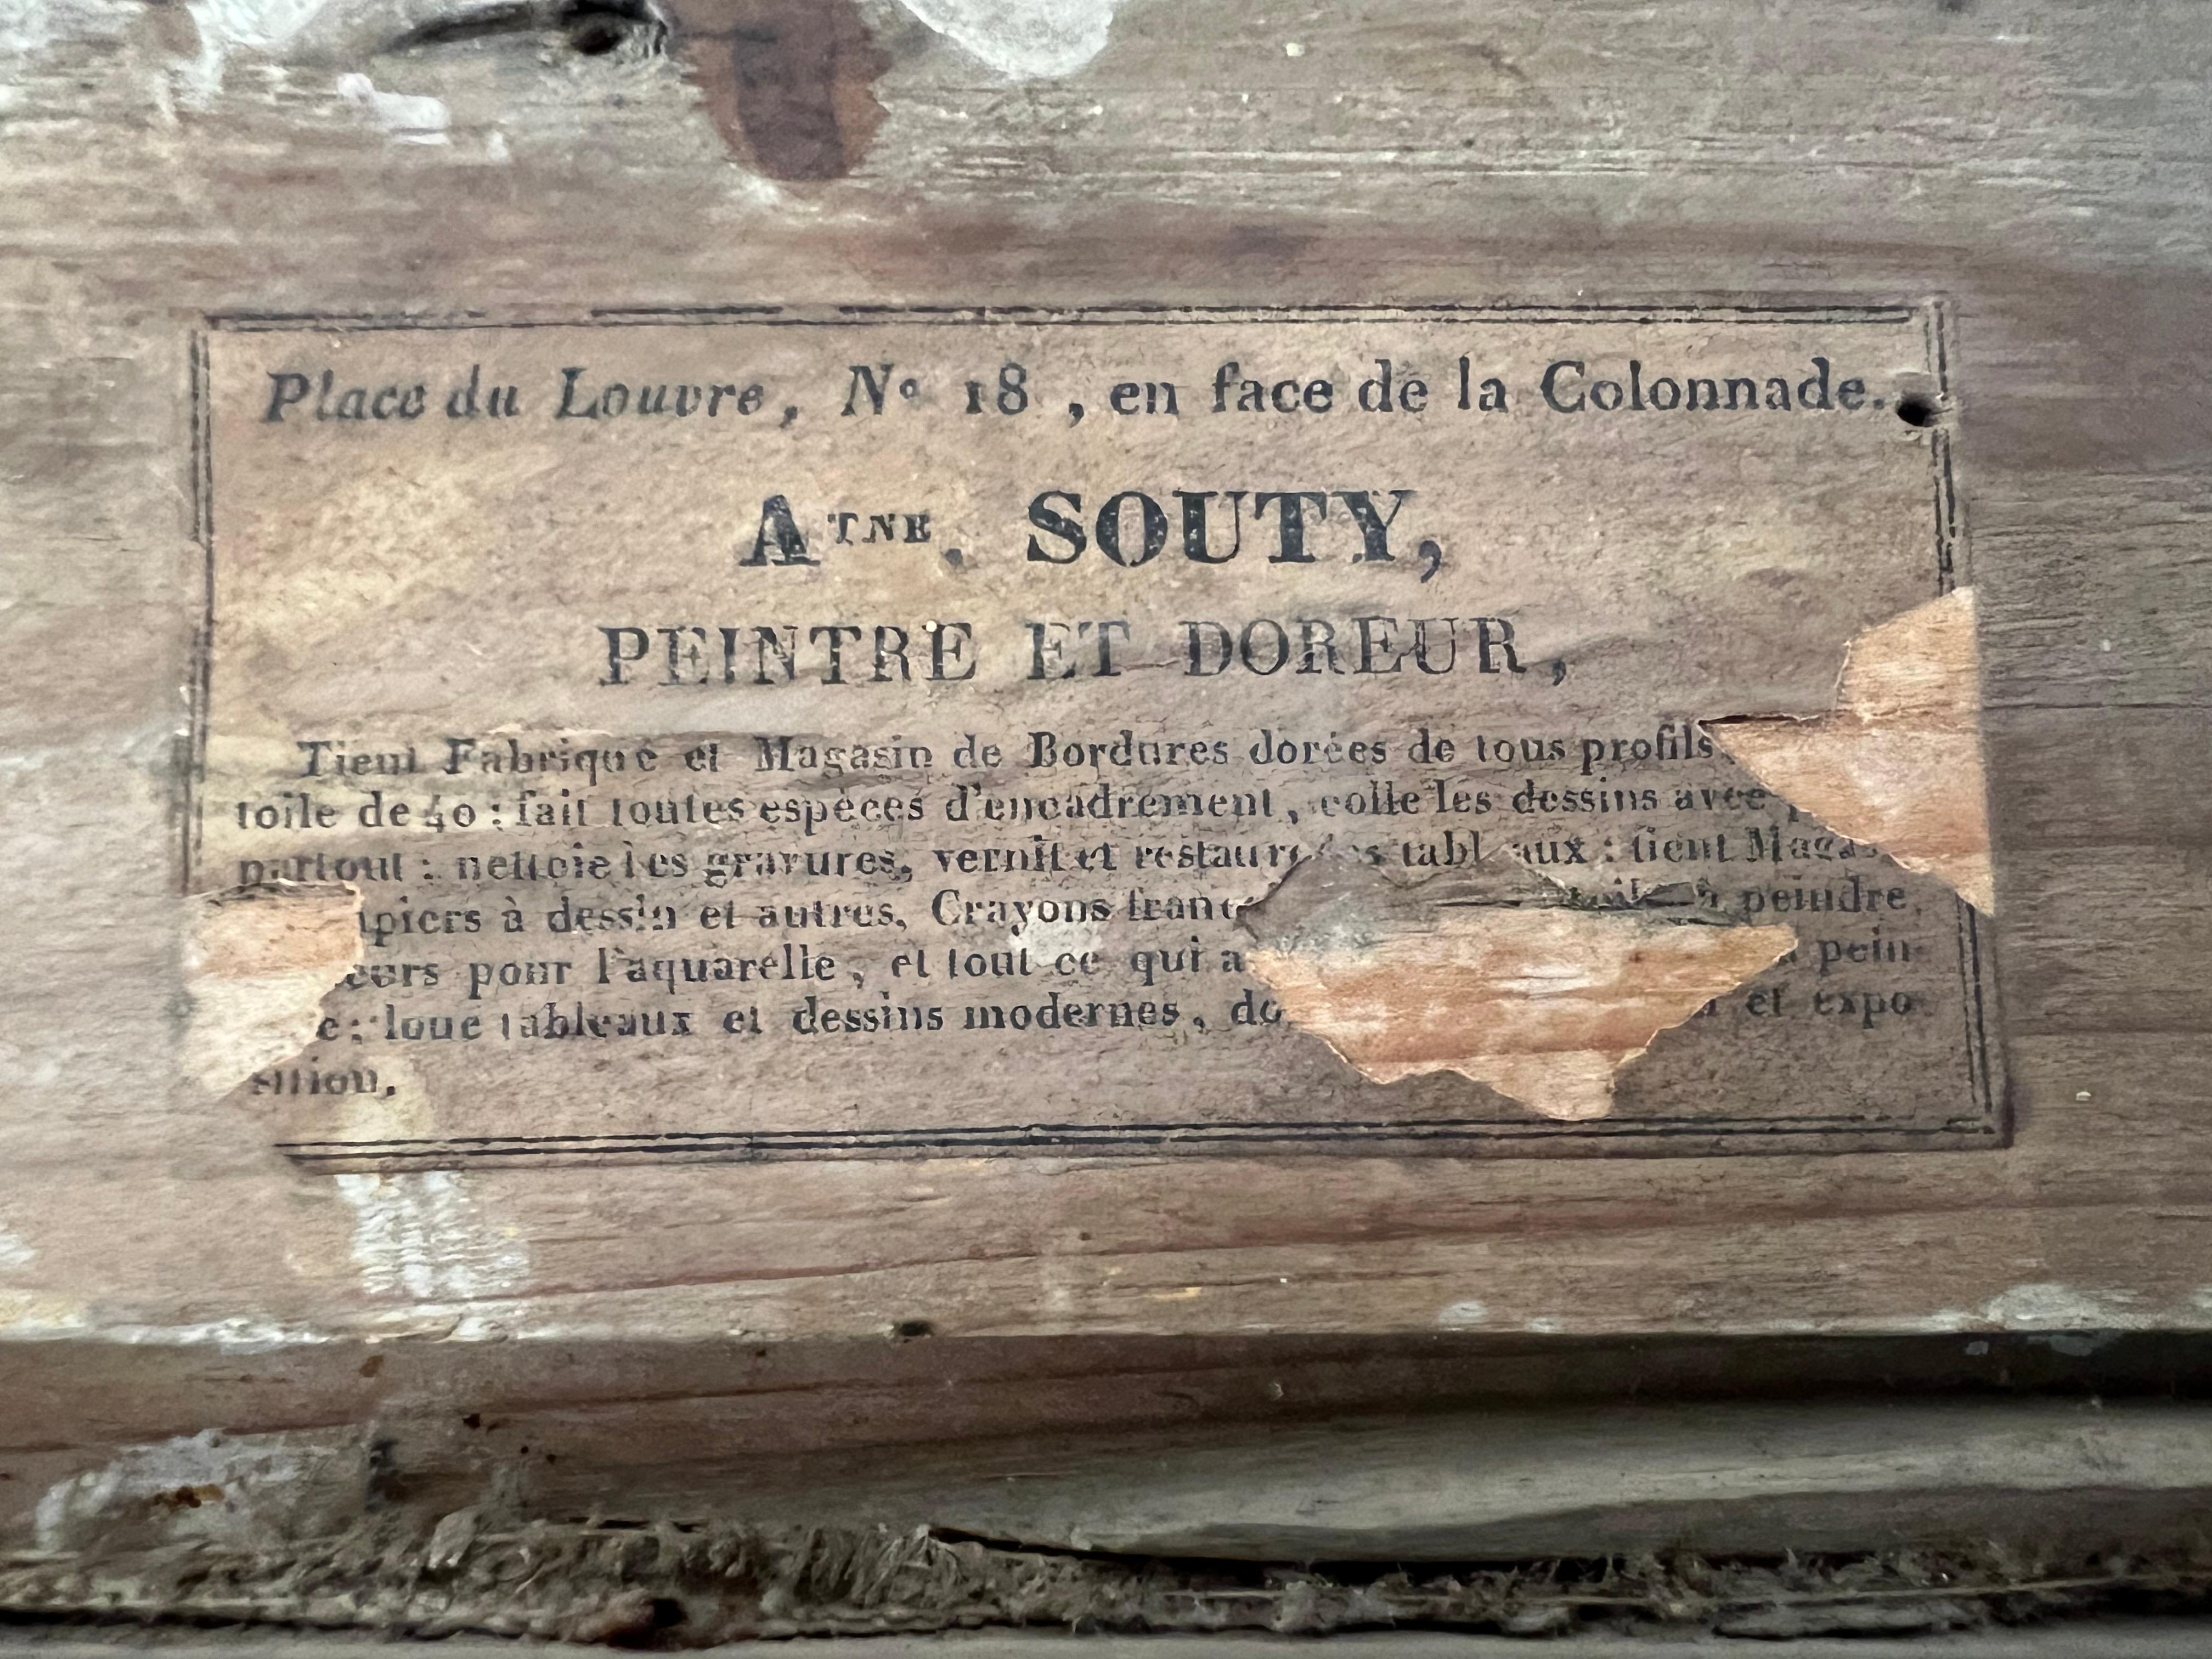 Place du Louvre, N° 18, en face de la Colonnade.
Atne. SOUTY,
PEINTRE ET DOREUR,
Tient Fabrique et Magasin de Bordures dorées de tous profils
toile de 40 : fait toutes espèces d'encadrement, colle les dessins avec
partout : nettoie les gravures, vernit et restaure les tableaux : tient
à dessin et autres, Crayons à peindre,
pour l'aquarelle, et tout ce qui a pein-
loue tableaux et dessins modernes, et expo
sition.